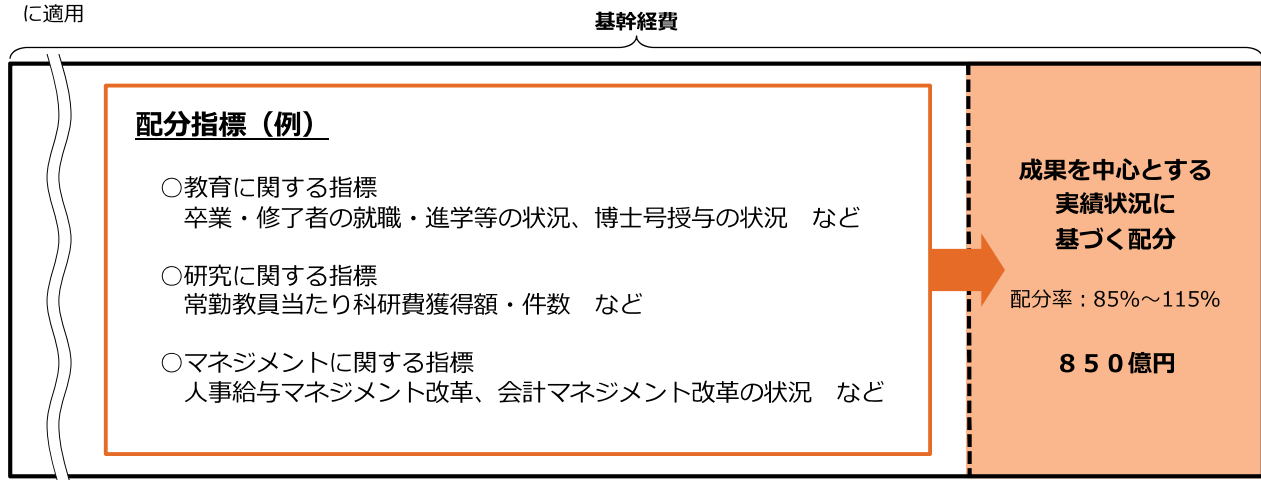 に適用
基幹経費
配分指標（例）
○教育に関する指標
卒業・修了者の就職・進学等の状況、博士号授与の状況　など
○研究に関する指標
常勤教員当たり科研費獲得額・件数　など
○マネジメントに関する指標
人事給与マネジメント改革、会計マネジメント改革の状況　など
成果を中心とする
実績状況に
基づく配分
配分率：85%～115%
８５０億円